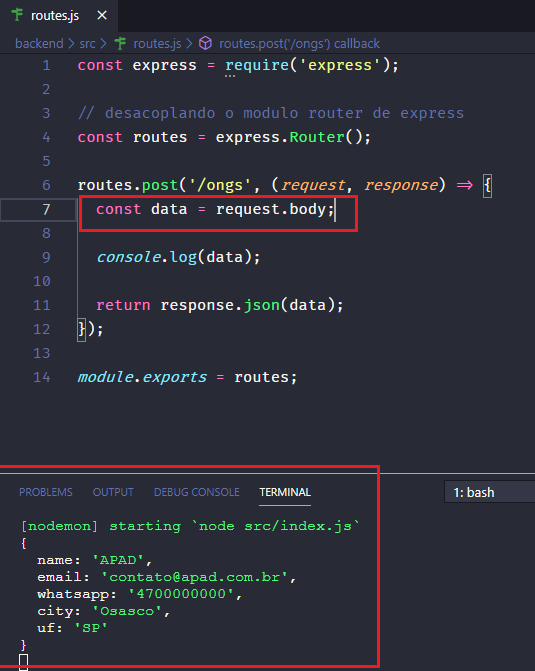 routes.js ×
backend > src > routes.js > routes.post('/ongs') callback
1 const express = require('express');
2
3 // desacoplando o modulo router de express
4 const routes = express.Router();
5
6 routes.post('/ongs', (request, response) => {
7   const data = request.body;
8
9   console.log(data);
10
11   return response.json(data);
12 });
13
14 module.exports = routes;
PROBLEMS OUTPUT DEBUG CONSOLE TERMINAL 1: bash
[nodemon] starting `node src/index.js`
{
  name: 'APAD',
  email: 'contato@apad.com.br',
  whatsapp: '4700000000',
  city: 'Osasco',
  uf: 'SP'
}